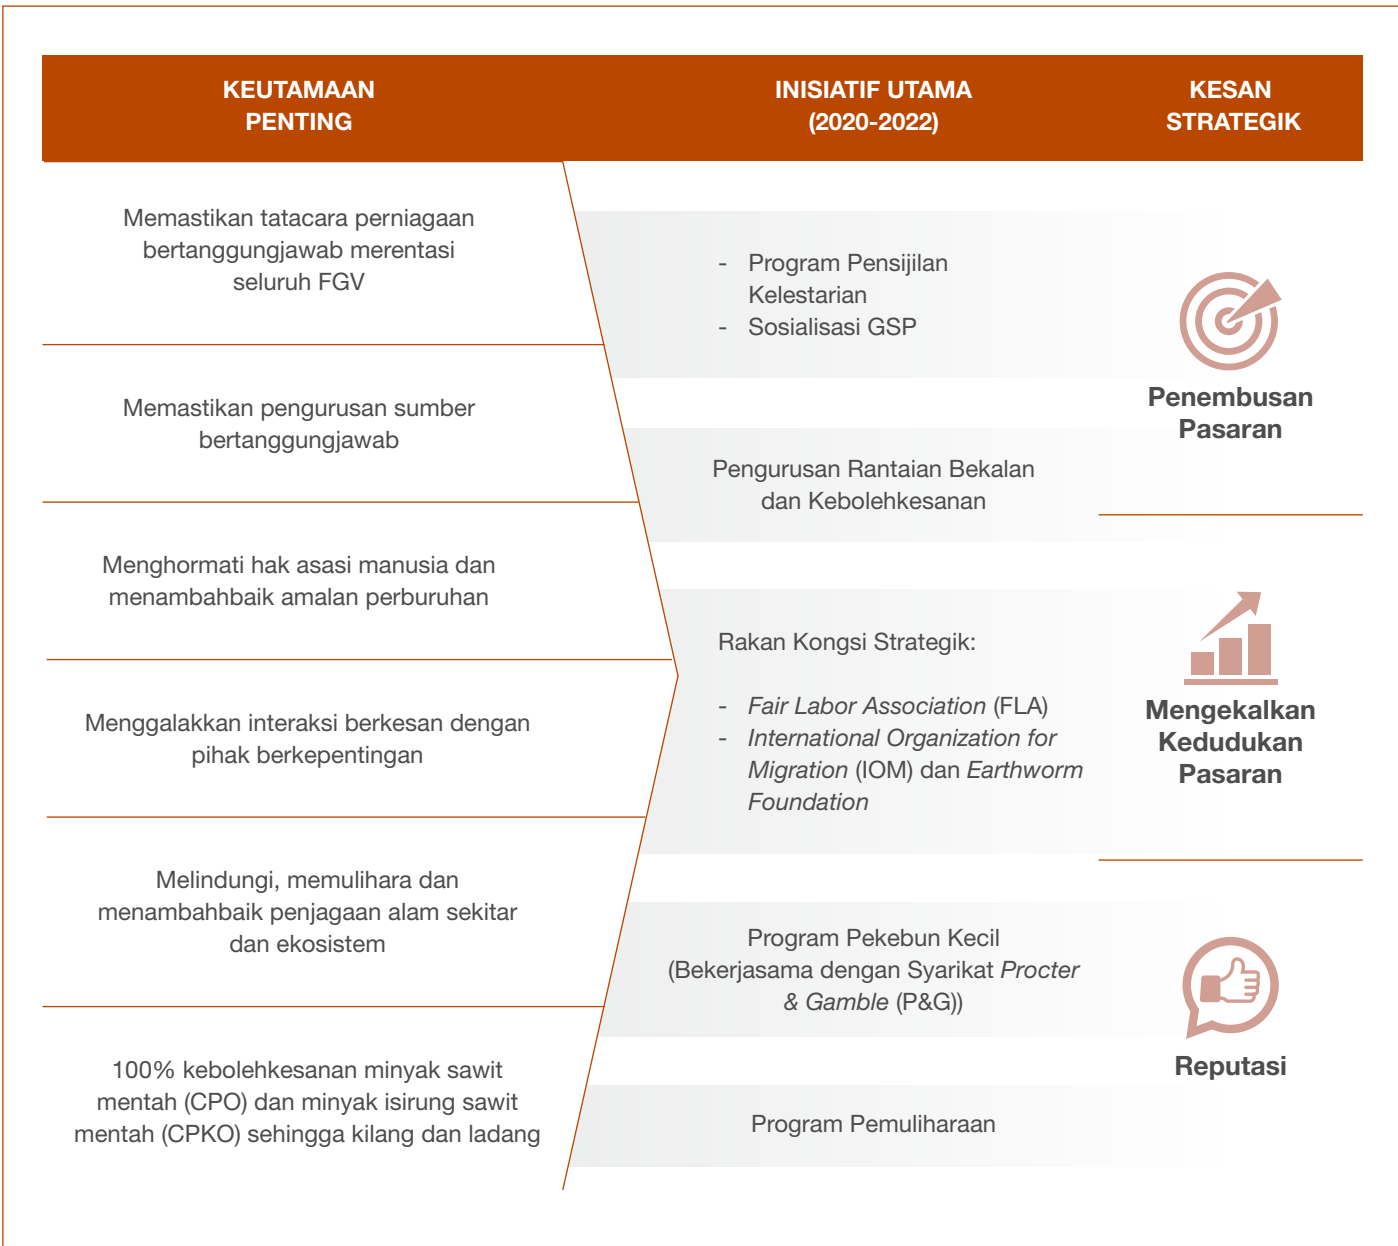 KEUTAMAAN
PENTING
INISIATIF UTAMA
(2020-2022)
KESAN
STRATEGIK
Memastikan tatacara perniagaan
bertanggungjawab merentasi
seluruh FGV
Memastikan pengurusan sumber
bertanggungjawab
Menghormati hak asasi manusia dan
menambahbaik amalan perburuhan
Menggalakkan interaksi berkesan dengan
pihak berkepentingan
Melindungi, memulihara dan
menambahbaik penjagaan alam sekitar
dan ekosistem
100% kebolehkesanan minyak sawit
mentah (CPO) dan minyak isirung sawit
mentah (CPKO) sehingga kilang dan ladang
- Program Pensijilan
Kelestarian
- Sosialisasi GSP
Pengurusan Rantaian Bekalan
dan Kebolehkesanan
Rakan Kongsi Strategik:
- Fair Labor Association (FLA)
- International Organization for
Migration (IOM) dan Earthworm
Foundation
Program Pekebun Kecil
(Bekerjasama dengan Syarikat Procter
& Gamble (P&G))
Program Pemuliharaan
Penembusan
Pasaran
Mengekalkan
Kedudukan
Pasaran
Reputasi